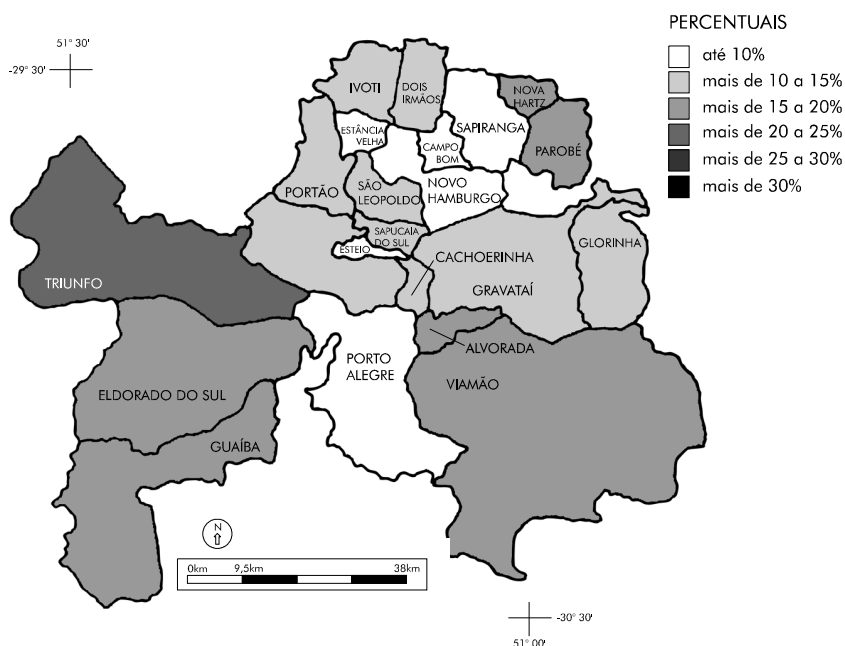 PERCENTUAIS
até 10%
mais de 10 a 15%
mais de 15 a 20%
mais de 20 a 25%
mais de 25 a 30%
mais de 30%
51° 30'
-29° 30'
IVOTI
DOIS
IRMÃOS
NOVA
HARTZ
ESTÂNCIA
VELHA
SAPIRANGA
CAMPO
BOM
PAROBÉ
PORTÃO
SÃO
LEOPOLDO
NOVO
HAMBURGO
SAPUCAÍA
DO SUL
ESTEIO
CACHOERINHA
GLORINHA
TRIUNFO
GRAVATAÍ
ALVORADA
PORTO
ALEGRE
VIAMÃO
ELDORADO DO SUL
GUAÍBA
N
0km 9,5km 38km
-30° 30'
51° 00'